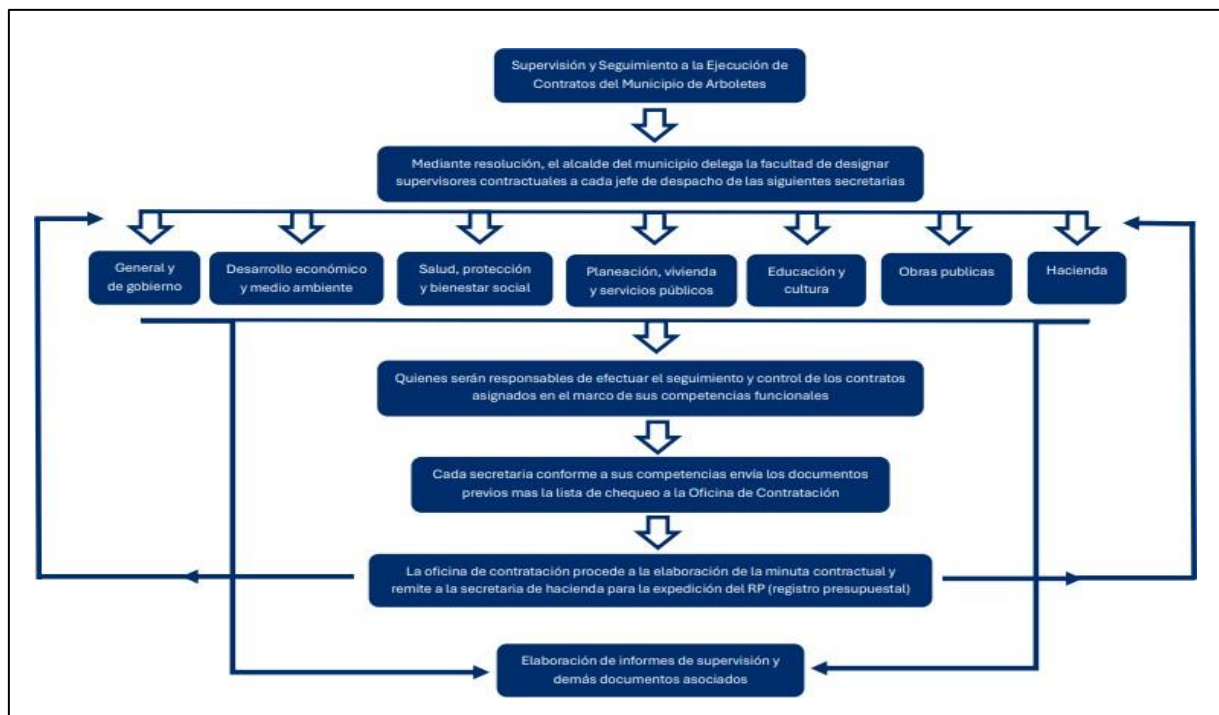 Supervisión y Seguimiento a la Ejecución de
Contratos del Municipio de Arboletes
Mediante resolución, el alcalde del municipio delega la facultad de designar
supervisores contractuales a cada jefe de despacho de las siguientes secretarias
General y
de gobierno
Desarrollo económico
y medio ambiente
Salud, protección
y bienestar social
Planeación, vivienda
y servicios públicos
Educación y
cultura
Obras publicas
Hacienda
Quienes serán responsables de efectuar el seguimiento y control de los contratos
asignados en el marco de sus competencias funcionales
Cada secretaria conforme a sus competencias envía los documentos
previos mas la lista de chequeo a la Oficina de Contratación
La oficina de contratación procede a la elaboración de la minuta contractual y
remite a la secretaria de hacienda para la expedición del RP (registro presupuestal)
Elaboración de informes de supervisión y
demás documentos asociados